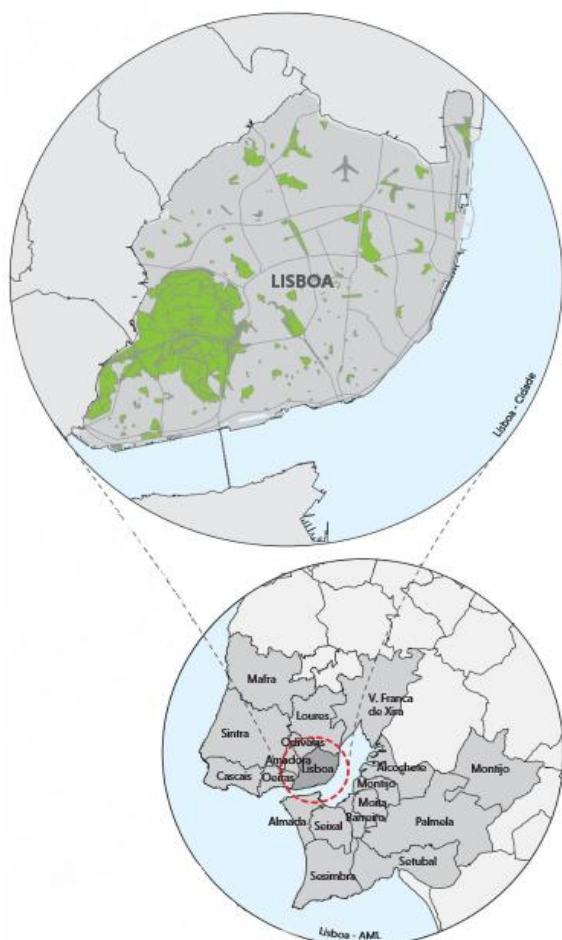 LISBOA
Lisboa - Cidade
Mafra
V. Franca
de Xira
Loures
Sintra
Odivelas
Amadora
Lisboa
Alcochete
Montijo
Cascais
Oeiras
Montijo
Moita
Almada
Seixal
Barreiro
Palmela
Setubal
Sesimbra
Lisboa - AML